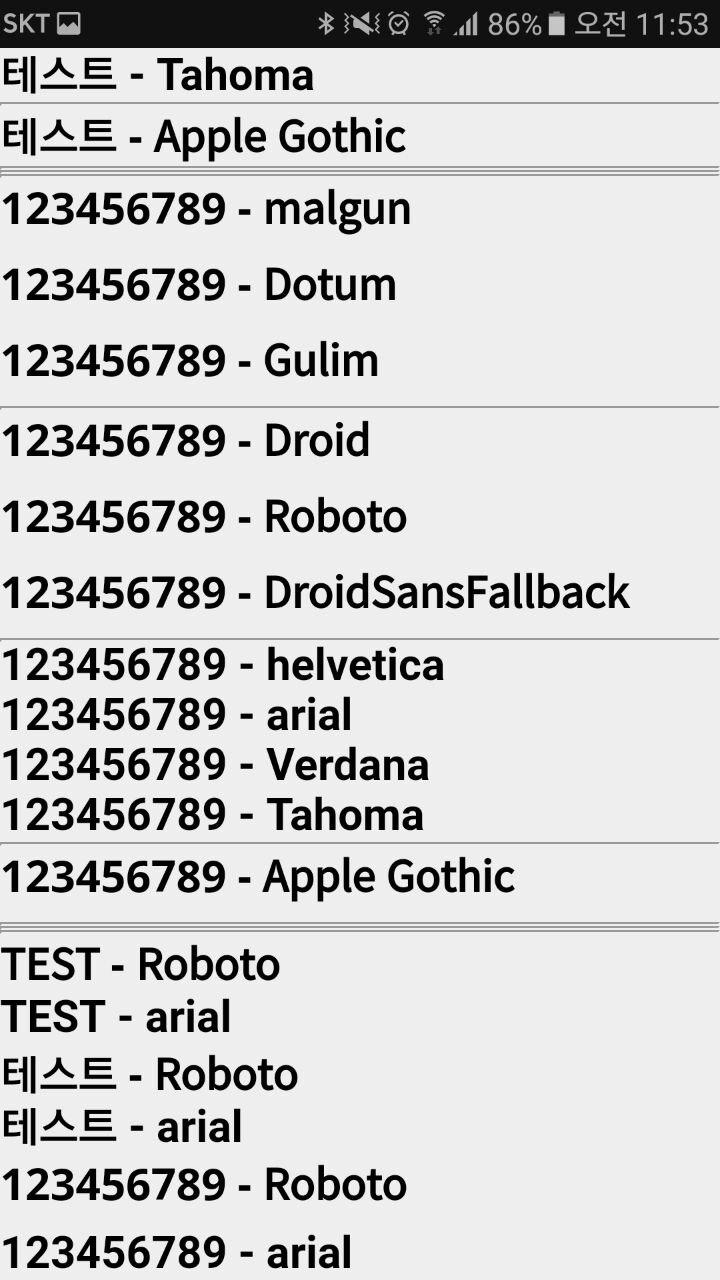 SKT 86% 오전 11:53
테스트 - Tahoma
테스트 - Apple Gothic
123456789 - malgun
123456789 - Dotum
123456789 - Gulim
123456789 - Droid
123456789 - Roboto
123456789 - DroidSansFallback
123456789 - helvetica
123456789 - arial
123456789 - Verdana
123456789 - Tahoma
123456789 - Apple Gothic
TEST - Roboto
TEST - arial
테스트 - Roboto
테스트 - arial
123456789 - Roboto
123456789 - arial